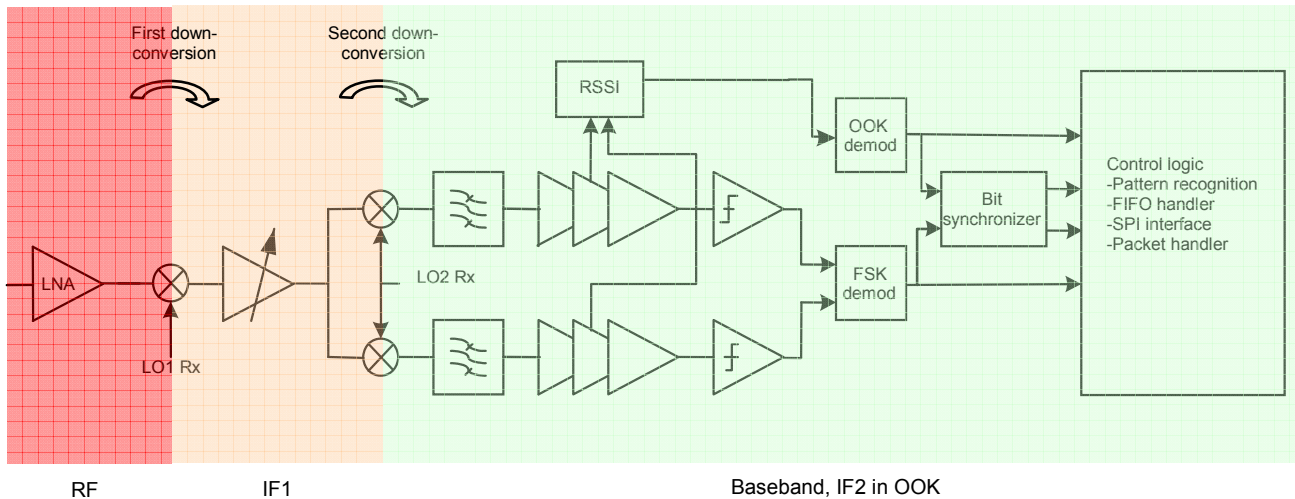 First down-
conversion
Second down-
conversion
RSSI
OOK
demod
Control logic
-Pattern recognition
-FIFO handler
-SPI interface
-Packet handler
Bit
synchronizer
LNA
LO2 Rx
FSK
demod
LO1 Rx
RF
IF1
Baseband, IF2 in OOK